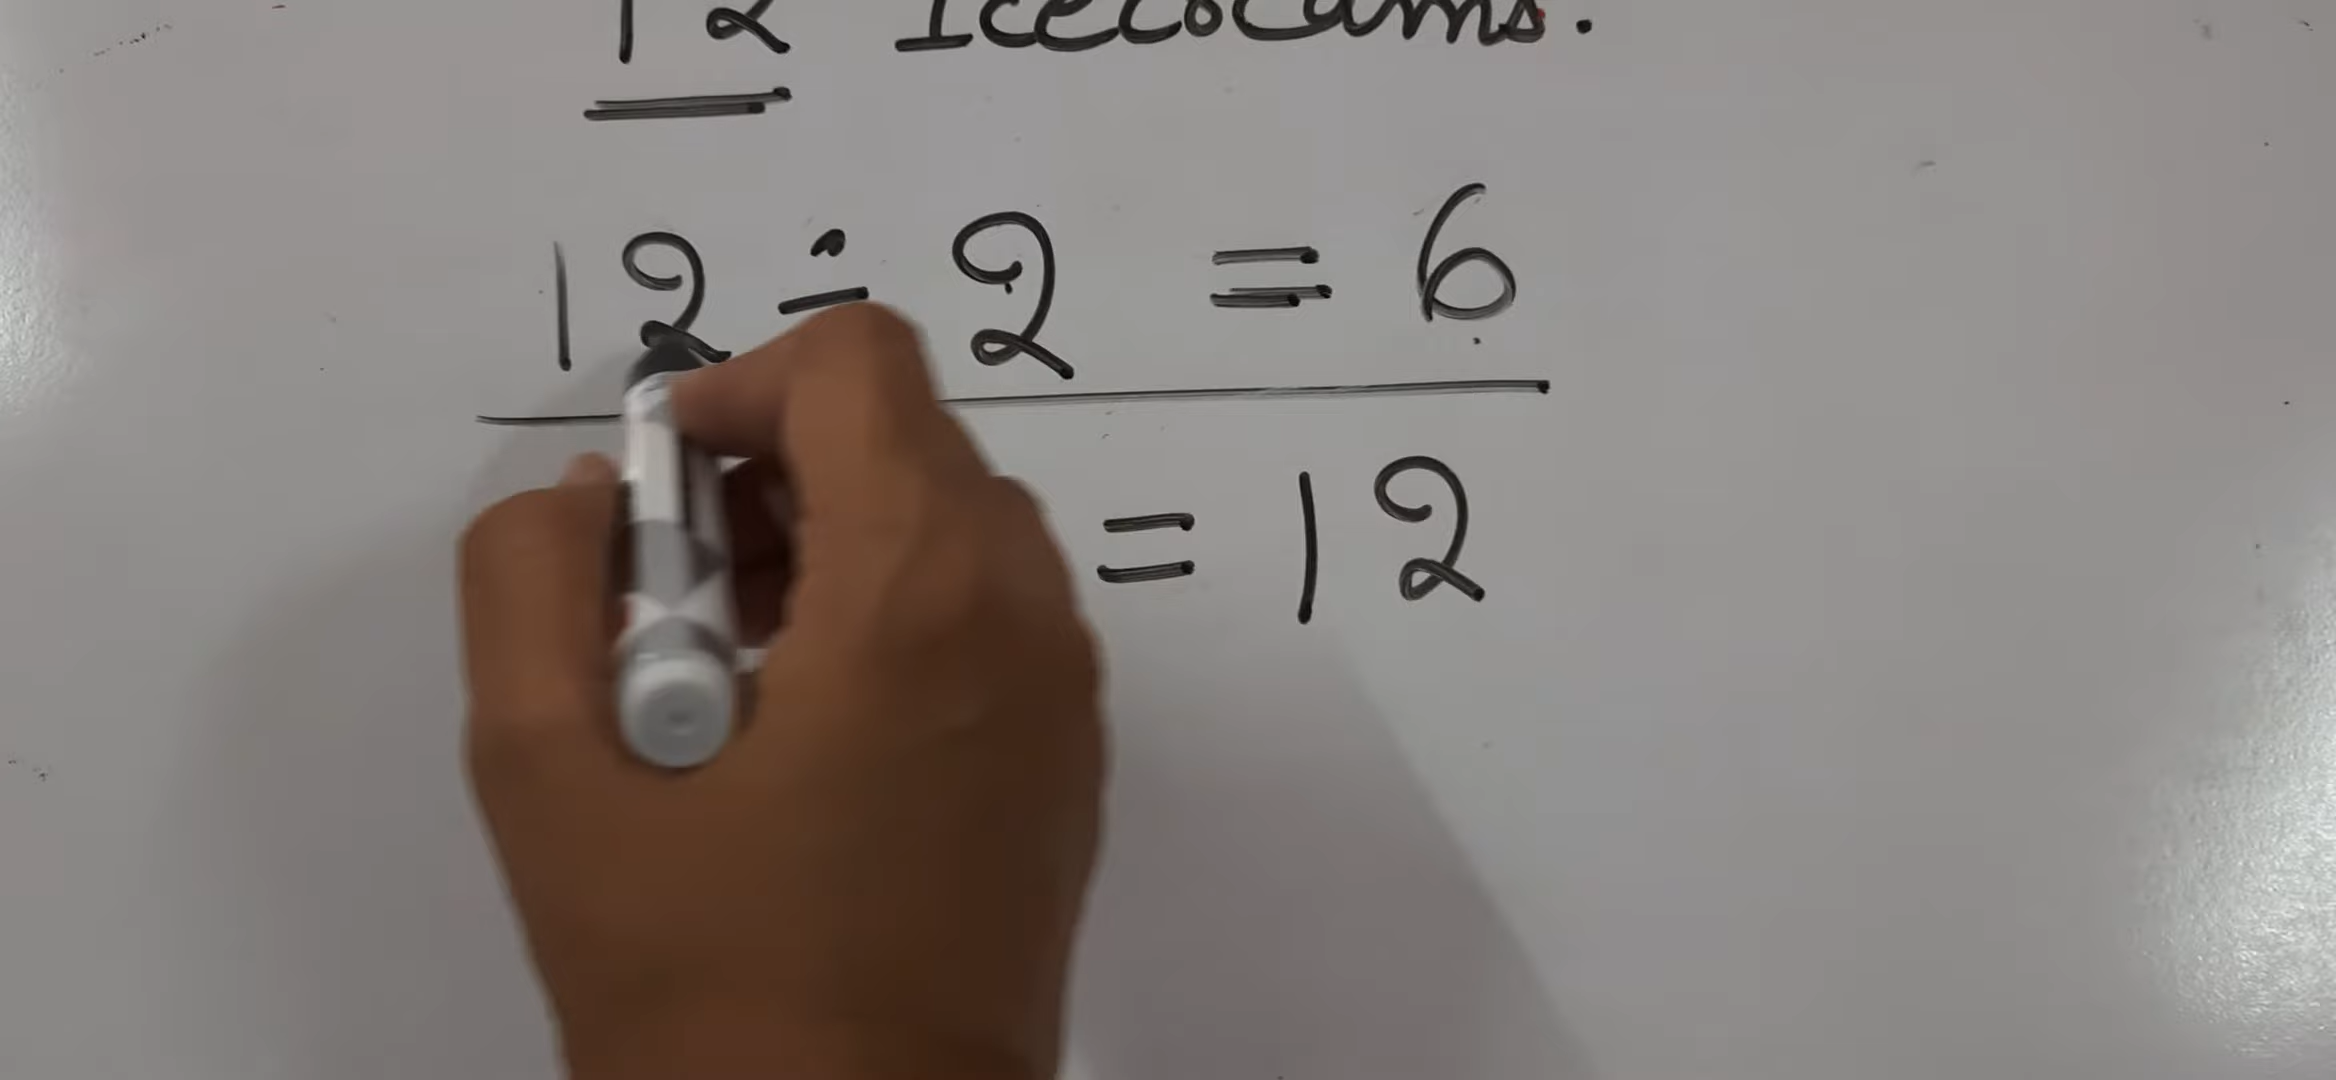 12 Icecreams.
12 ÷ 2 = 6
= 12